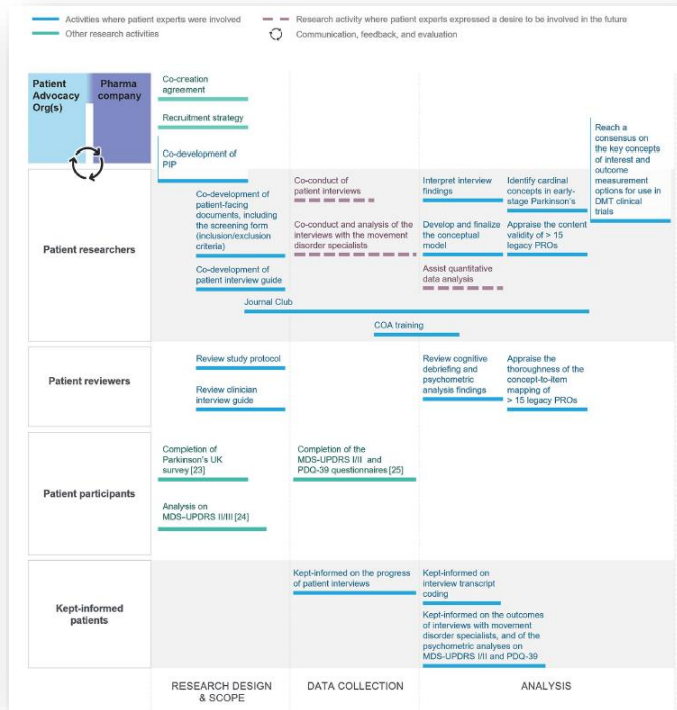 Activities where patient experts were involved
Research activity where patient experts expressed a desire to be involved in the future
Other research activities
Communication, feedback, and evaluation
Patient
Advocacy
Org(s)
Pharma
company
Co-creation
agreement
Recruitment strategy
Co-development of
PIP
Reach a
consensus on
the key concepts
of interest and
outcome
measurement
options for use in
DMT clinical
trials
Patient researchers
Co-development of
patient-facing
documents, including
the screening form
(inclusion/exclusion
criteria)
Co-development of
patient interview guide
Co-conduct of
patient interviews
Co-conduct and analysis of the
interviews with the movement
disorder specialists
Interpret interview
findings
Identify cardinal
concepts in early-
stage Parkinson's
Develop and finalize
the conceptual
model
Appraise the content
validity of > 15
legacy PROs
Assist quantitative
data analysis
Journal Club
COA training
Patient reviewers
Review study protocol
Review clinician
interview guide
Review cognitive
debriefing and
psychometric
analysis findings
Appraise the
thoroughness of the
concept-to-item
mapping of
> 15 legacy PROs
Patient participants
Completion of
Parkinson's UK
survey [23]
Analysis on
MDS-UPDRS II/III [24]
Completion of the
MDS-UPDRS I/II and
PDQ-39 questionnaires [25]
Kept-informed
patients
Kept-informed on the progress
of patient interviews
Kept-informed on
interview transcript
coding
Kept-informed on the outcomes
of interviews with movement
disorder specialists, and of the
psychometric analyses on
MDS-UPDRS I/II and PDQ-39
RESEARCH DESIGN
& SCOPE
DATA COLLECTION
ANALYSIS